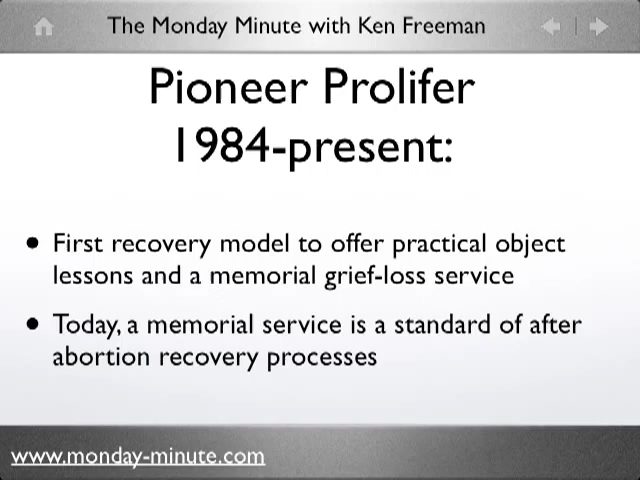 The Monday Minute with Ken Freeman
Pioneer Prolifer
1984-present:
• First recovery model to offer practical object
lessons and a memorial grief-loss service
• Today, a memorial service is a standard of after
abortion recovery processes
www.monday-minute.com